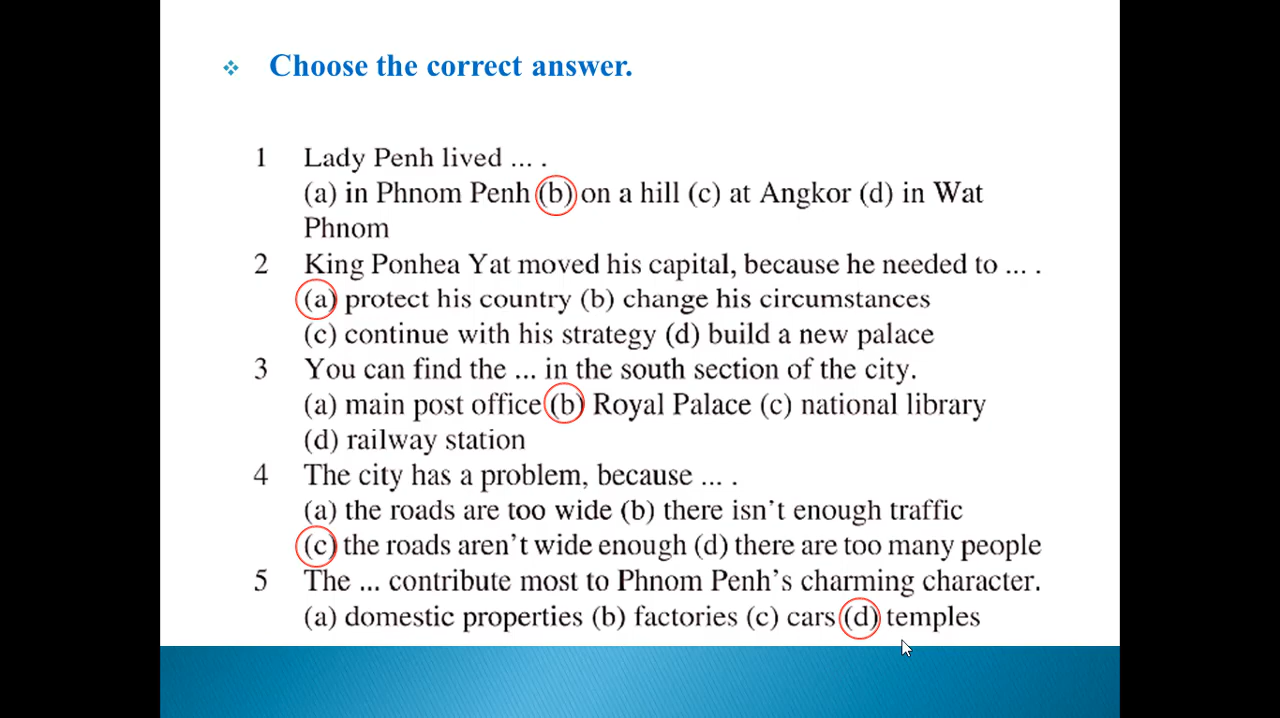 Choose the correct answer.
1 Lady Penh lived ... .
(a) in Phnom Penh (b) on a hill (c) at Angkor (d) in Wat
Phnom
2 King Ponhea Yat moved his capital, because he needed to ... .
(a) protect his country (b) change his circumstances
(c) continue with his strategy (d) build a new palace
3 You can find the ... in the south section of the city.
(a) main post office (b) Royal Palace (c) national library
(d) railway station
4 The city has a problem, because ... .
(a) the roads are too wide (b) there isn't enough traffic
(c) the roads aren't wide enough (d) there are too many people
5 The ... contribute most to Phnom Penh's charming character.
(a) domestic properties (b) factories (c) cars (d) temples